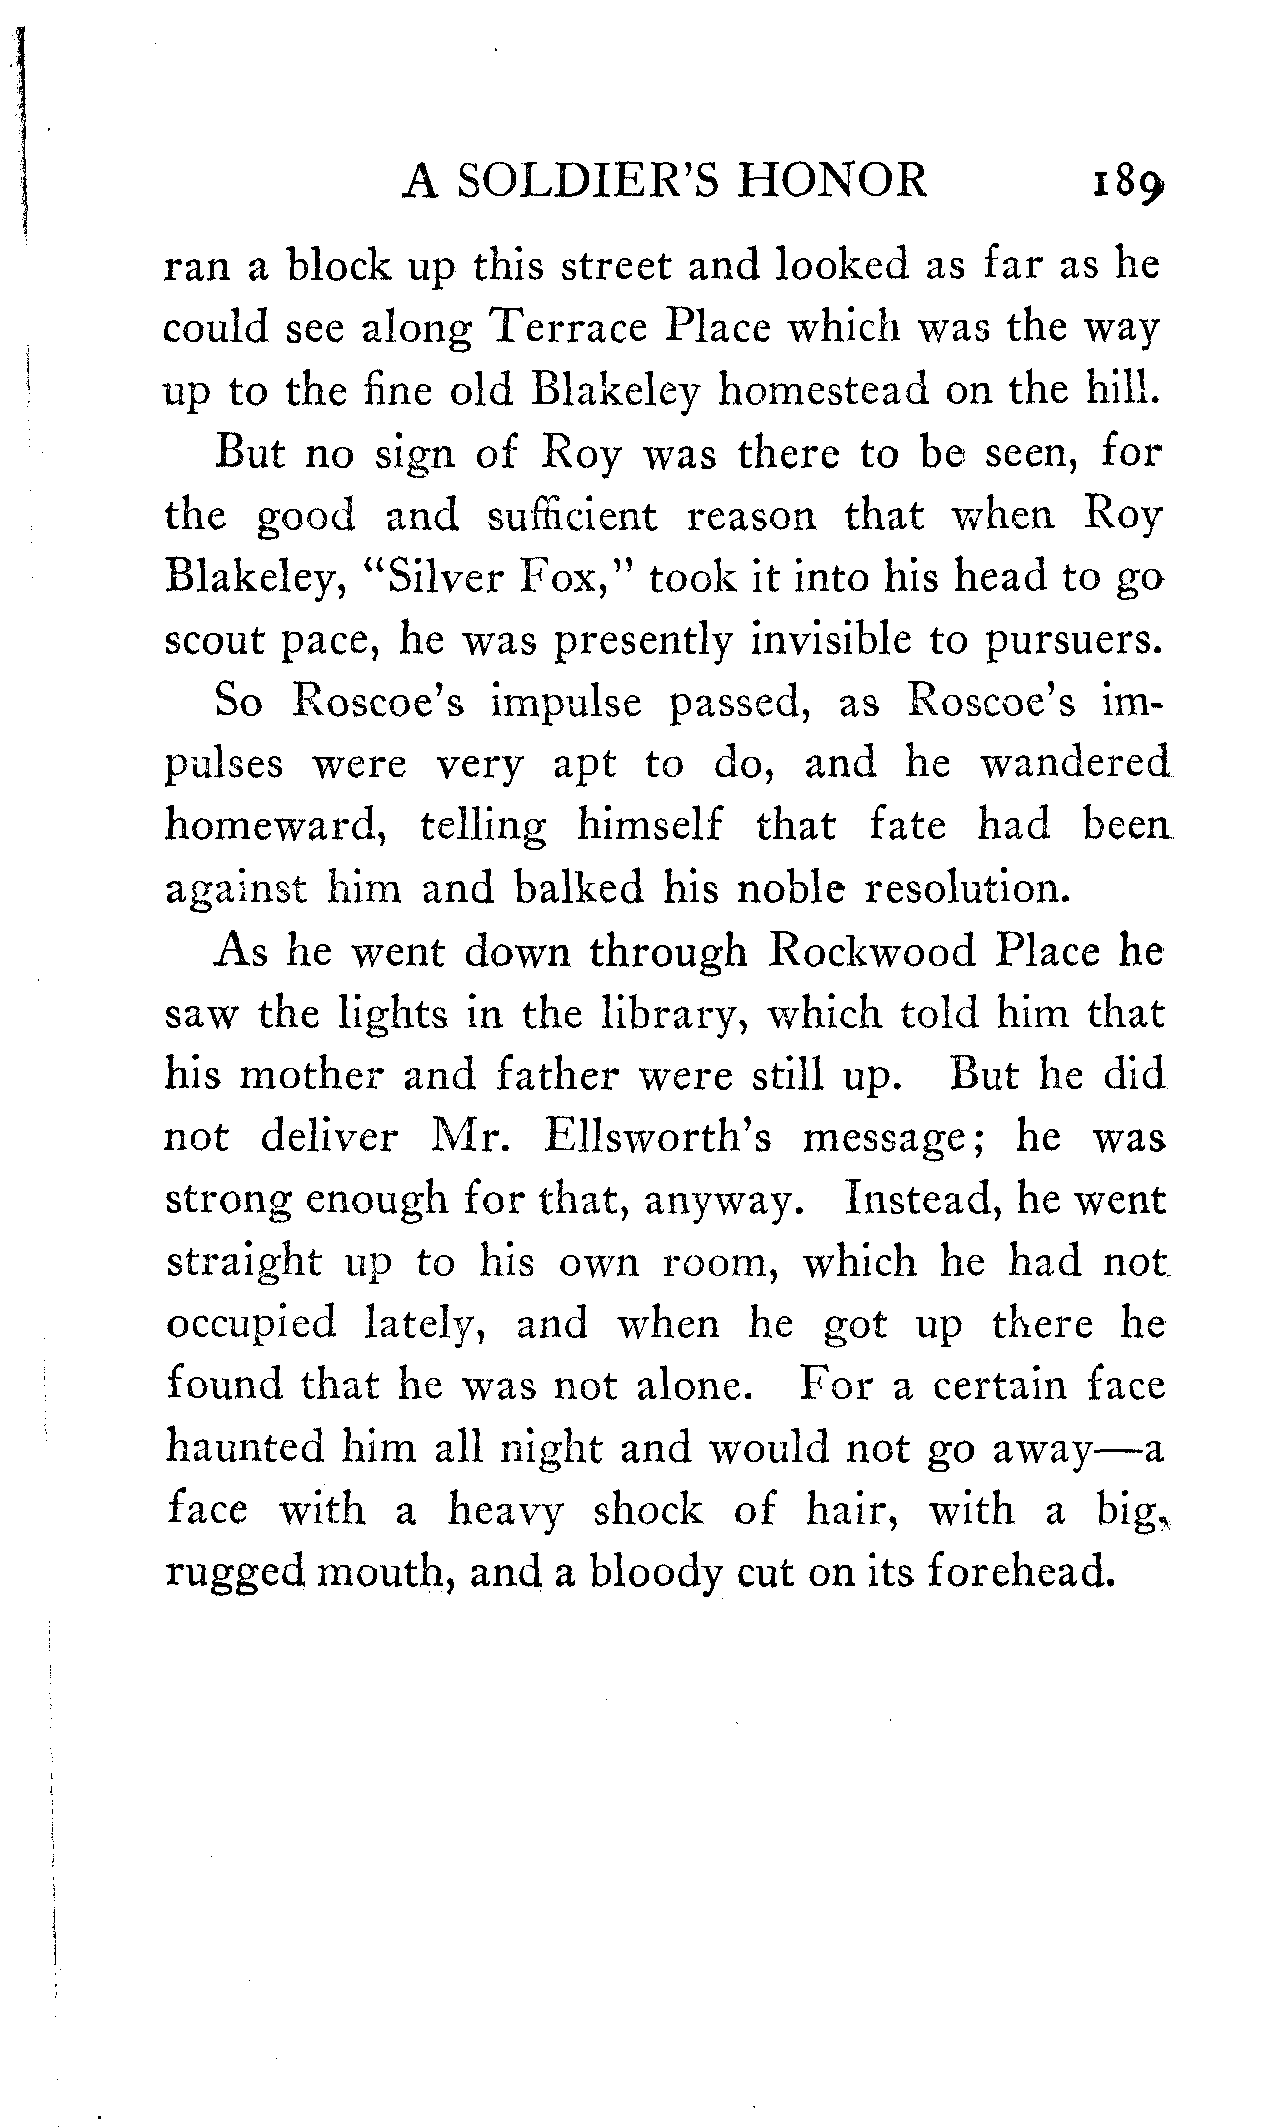 A SOLDIER'S HONOR 189
ran a block up this street and looked as far as he
could see along Terrace Place which was the way
up to the fine old Blakeley homestead on the hill.
But no sign of Roy was there to be seen, for
the good and sufficient reason that when Roy
Blakeley, "Silver Fox," took it into his head to go
scout pace, he was presently invisible to pursuers.
So Roscoe's impulse passed, as Roscoe's im-
pulses were very apt to do, and he wandered
homeward, telling himself that fate had been
against him and balked his noble resolution.
As he went down through Rockwood Place he
saw the lights in the library, which told him that
his mother and father were still up. But he did
not deliver Mr. Ellsworth's message; he was
strong enough for that, anyway. Instead, he went
straight up to his own room, which he had not
occupied lately, and when he got up there he
found that he was not alone. For a certain face
haunted him all night and would not go away—a
face with a heavy shock of hair, with a big,
rugged mouth, and a bloody cut on its forehead.